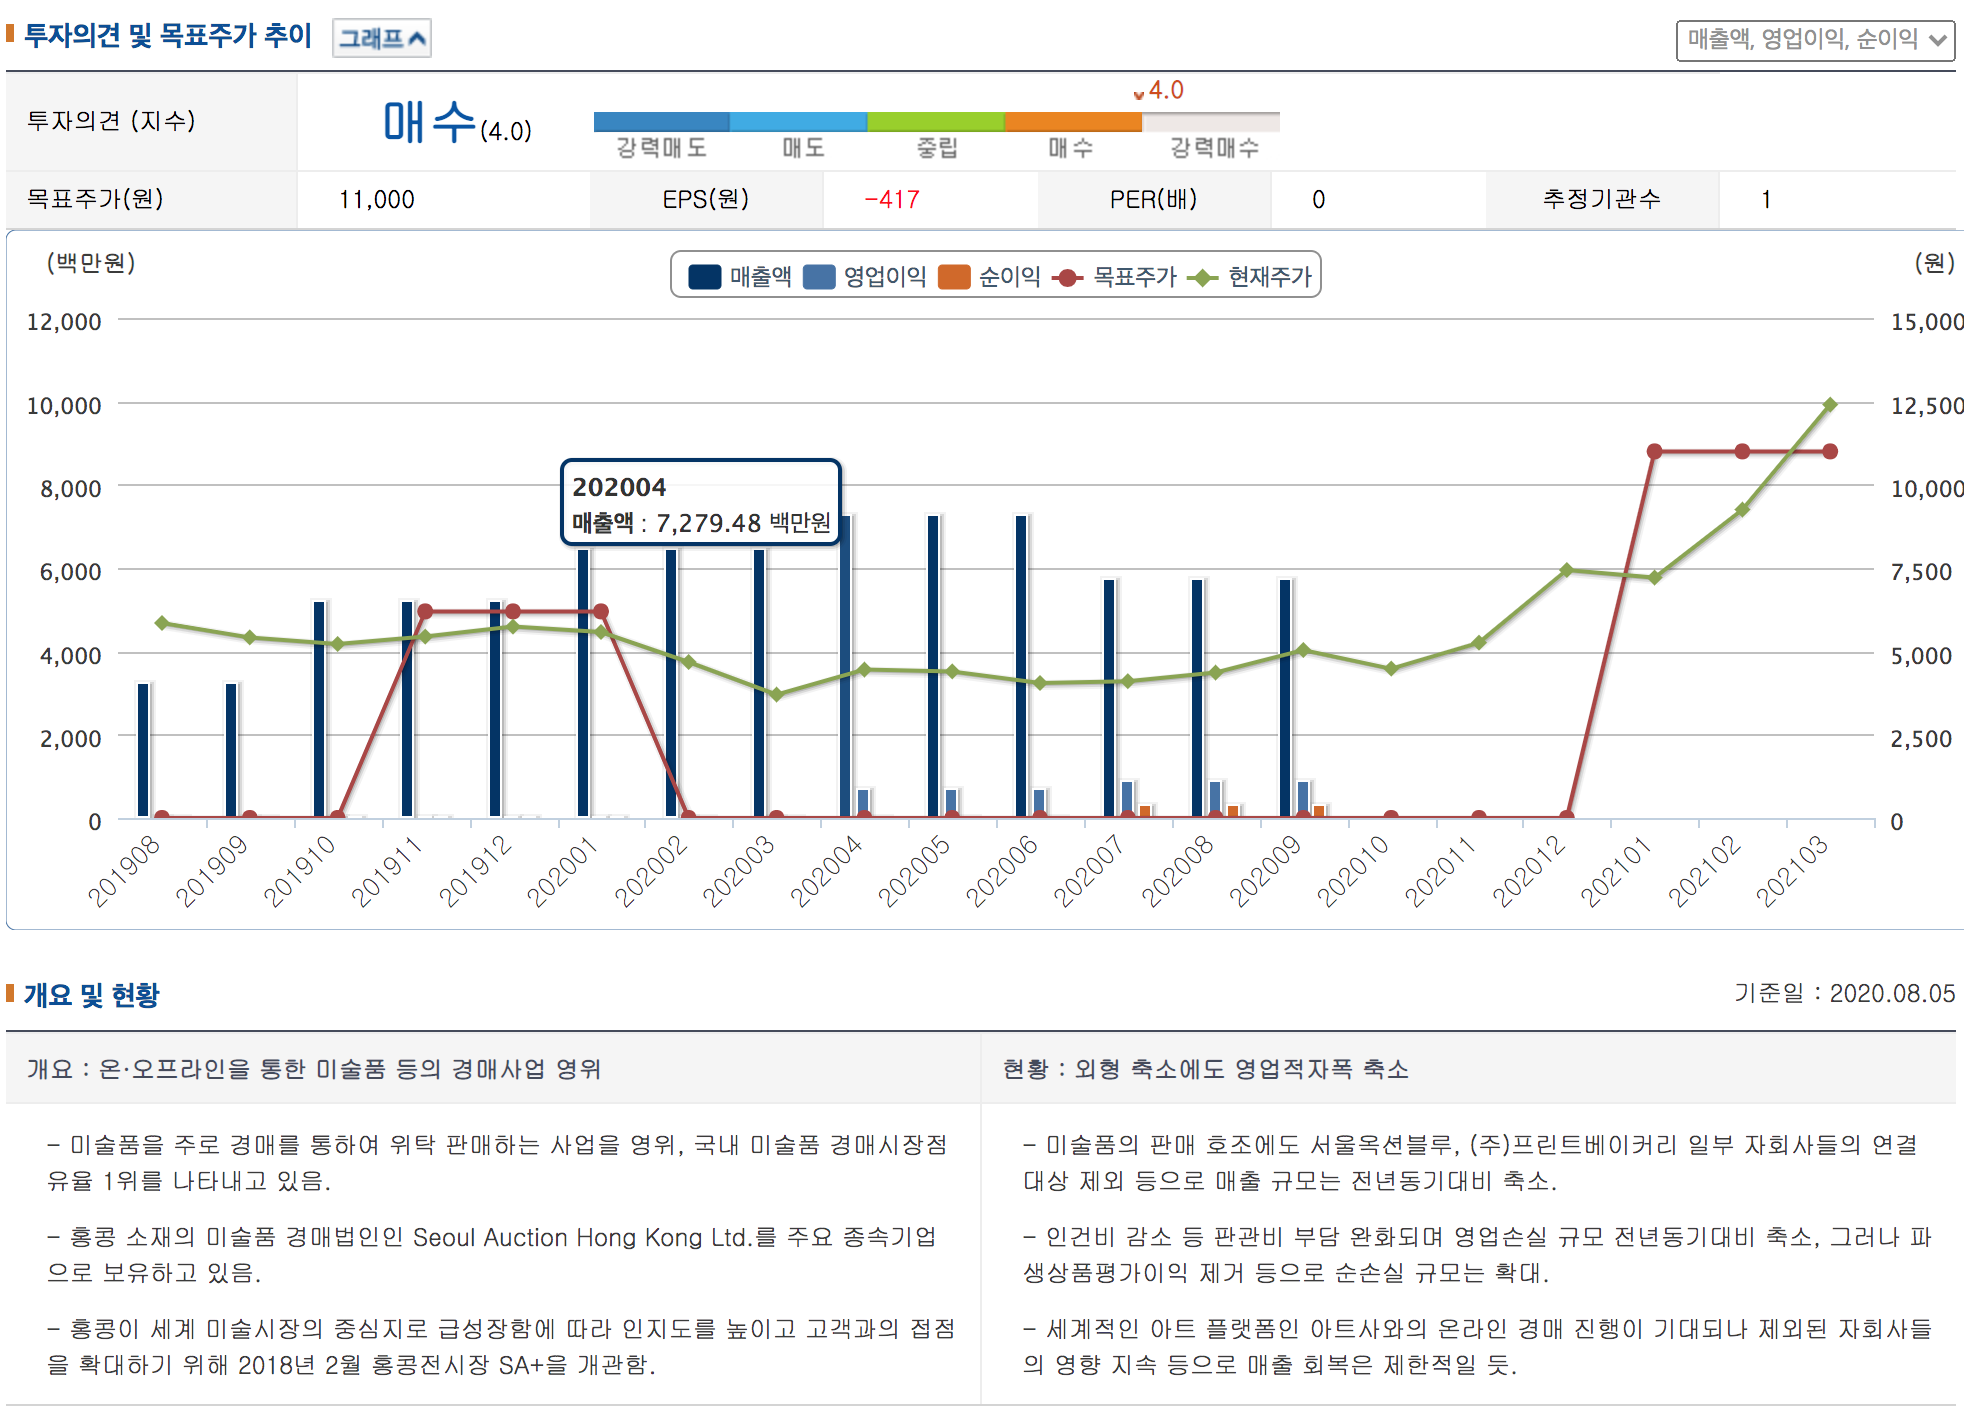 투자의견 및 목표주가 추이 그래프 매출액, 영업이익, 순이익
투자의견 (지수) 매수(4.0) 4.0
강력매도 매도 중립 매수 강력매수
목표주가(원) 11,000 EPS(원) -417 PER(배) 0 추정기관수 1
(백만원) 매출액 영업이익 순이익 목표주가 현재주가 (원)
12,000 15,000
10,000 12,500
8,000 10,000
202004
매출액 : 7,279.48 백만원
6,000 7,500
4,000 5,000
2,000 2,500
0 0
201908 201909 201910 201911 201912 202001 202002 202003 202004 202005 202006 202007 202008 202009 202010 202011 202012 202101 202102 202103
개요 및 현황 기준일 : 2020.08.05
개요 : 온·오프라인을 통한 미술품 등의 경매사업 영위
- 미술품을 주로 경매를 통하여 위탁 판매하는 사업을 영위, 국내 미술품 경매시장점
유율 1위를 나타내고 있음.
- 홍콩 소재의 미술품 경매법인인 Seoul Auction Hong Kong Ltd.를 주요 종속기업
으로 보유하고 있음.
- 홍콩이 세계 미술시장의 중심지로 급성장함에 따라 인지도를 높이고 고객과의 접점
을 확대하기 위해 2018년 2월 홍콩전시장 SA+을 개관함.
현황 : 외형 축소에도 영업적자폭 축소
- 미술품의 판매 호조에도 서울옥션블루, (주)프린트베이커리 일부 자회사들의 연결
대상 제외 등으로 매출 규모는 전년동기대비 축소.
- 인건비 감소 등 판관비 부담 완화되며 영업손실 규모 전년동기대비 축소, 그러나 파
생상품평가이익 제거 등으로 순손실 규모는 확대.
- 세계적인 아트 플랫폼인 아트사와의 온라인 경매 진행이 기대되나 제외된 자회사들
의 영향 지속 등으로 매출 회복은 제한적일 듯.